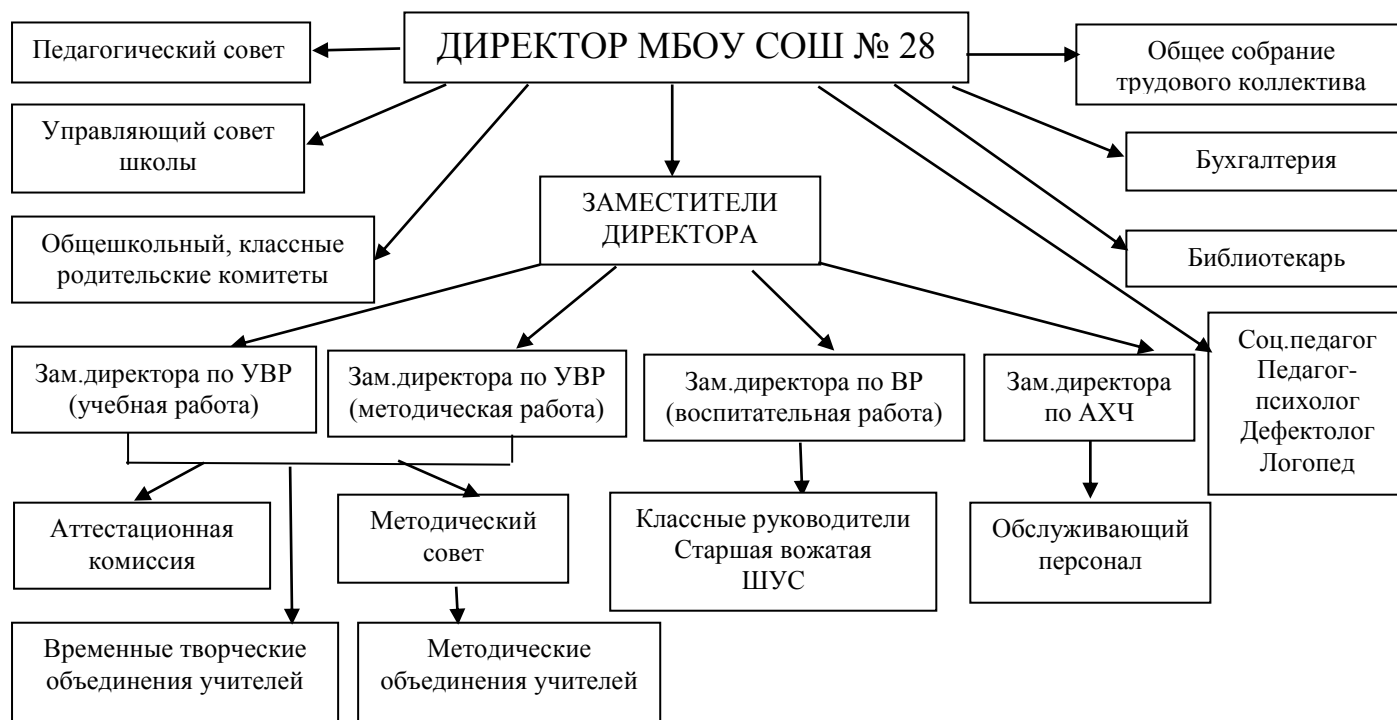 Педагогический совет
ДИРЕКТОР МБОУ СОШ № 28
Общее собрание
трудового коллектива
Управляющий совет
школы
Бухгалтерия
ЗАМЕСТИТЕЛИ
ДИРЕКТОРА
Общешкольный, классные
родительские комитеты
Библиотекарь
Зам.директора по УВР
(учебная работа)
Зам.директора по УВР
(методическая работа)
Зам.директора по ВР
(воспитательная работа)
Зам.директора
по АХЧ
Соц.педагог
Педагог-
психолог
Дефектолог
Логопед
Аттестационная
комиссия
Методический
совет
Классные руководители
Старшая вожатая
ШУС
Обслуживающий
персонал
Временные творческие
объединения учителей
Методические
объединения учителей